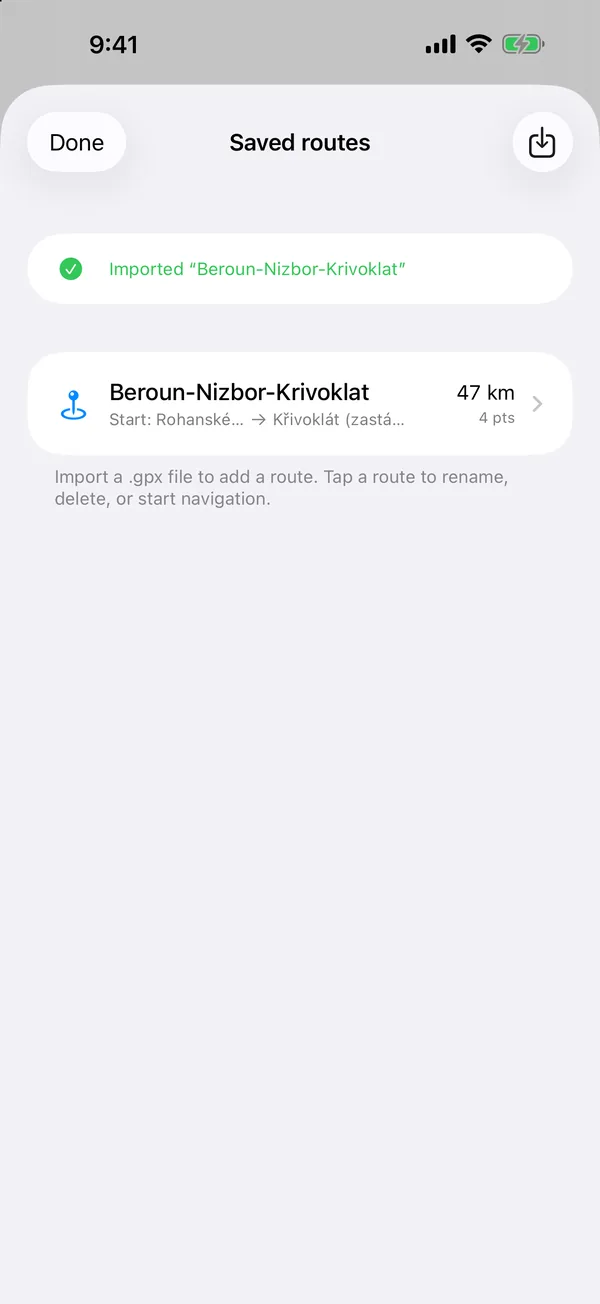 9:41
Done
Saved routes
Imported “Beroun-Nizbor-Krivoklat”
Beroun-Nizbor-Krivoklat
47 km
Start: Rohanské... → Křivoklát (zastá...
4 pts
Import a .gpx file to add a route. Tap a route to rename,
delete, or start navigation.